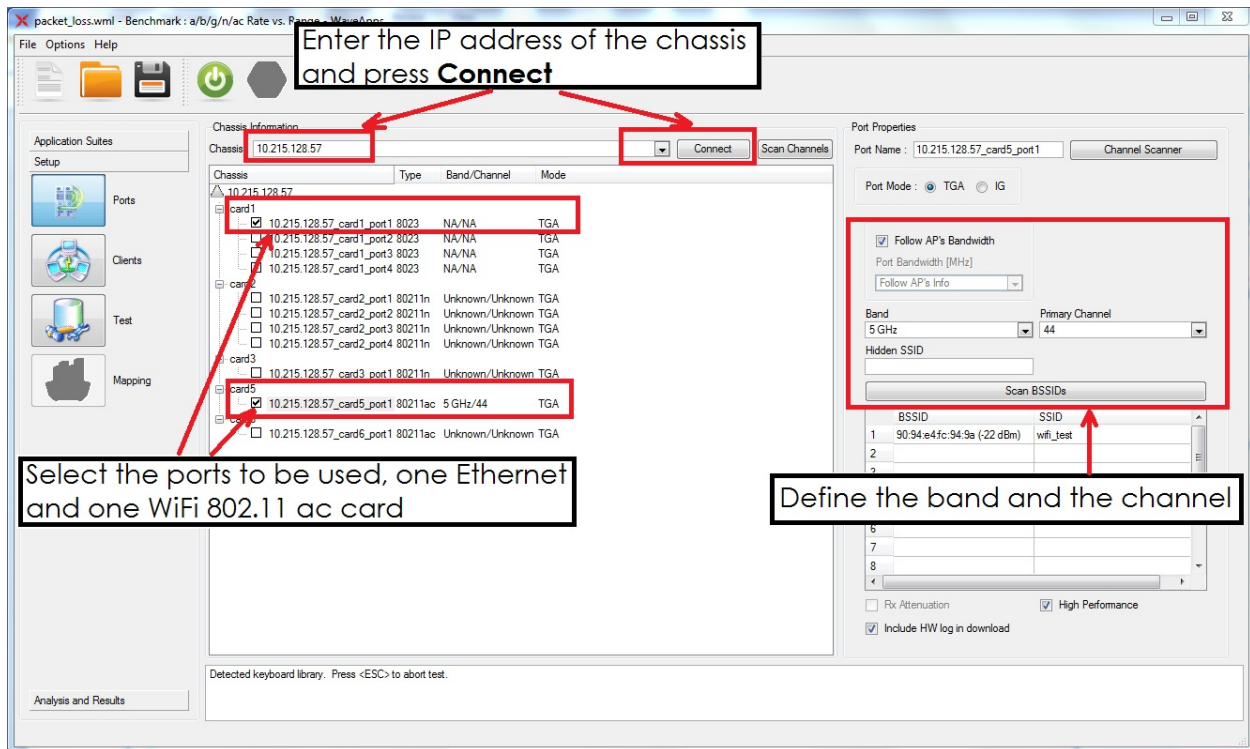 packet_loss.wml - Benchmark : a/b/g/n/ac Rate vs. Range - WaveApps
File Options Help
Enter the IP address of the chassis
and press Connect
Application Suites
Setup
Ports
Clients
Test
Mapping
Analysis and Results
Chassis Information
Chassis 10.215.128.57 Connect Scan Channels
Chassis Type Band/Channel Mode
10.215.128.57
card1
10.215.128.57_card1_port1 8023 NA/NA TGA
10.215.128.57_card1_port2 8023 NA/NA TGA
10.215.128.57_card1_port3 8023 NA/NA TGA
10.215.128.57_card1_port4 8023 NA/NA TGA
card2
10.215.128.57_card2_port1 80211n Unknown/Unknown TGA
10.215.128.57_card2_port2 80211n Unknown/Unknown TGA
10.215.128.57_card2_port3 80211n Unknown/Unknown TGA
10.215.128.57_card2_port4 80211n Unknown/Unknown TGA
card3
10.215.128.57_card3_port1 80211n Unknown/Unknown TGA
card5
10.215.128.57_card5_port1 80211ac 5 GHz/44 TGA
10.215.128.57_card6_port1 80211ac Unknown/Unknown TGA
Select the ports to be used, one Ethernet
and one WiFi 802.11 ac card
Port Properties
Port Name : 10.215.128.57_card5_port1 Channel Scanner
Port Mode : TGA IG
Follow AP's Bandwidth
Port Bandwidth [MHz]
Follow AP's Info
Band Primary Channel
5 GHz 44
Hidden SSID
Scan BSSIDs
BSSID SSID
1 90:94:e4:fc:94:9a (-22 dBm) wifi_test
2
Define the band and the channel
6
7
8
Rx Attenuation High Performance
Include HW log in download
Detected keyboard library. Press <ESC> to abort test.